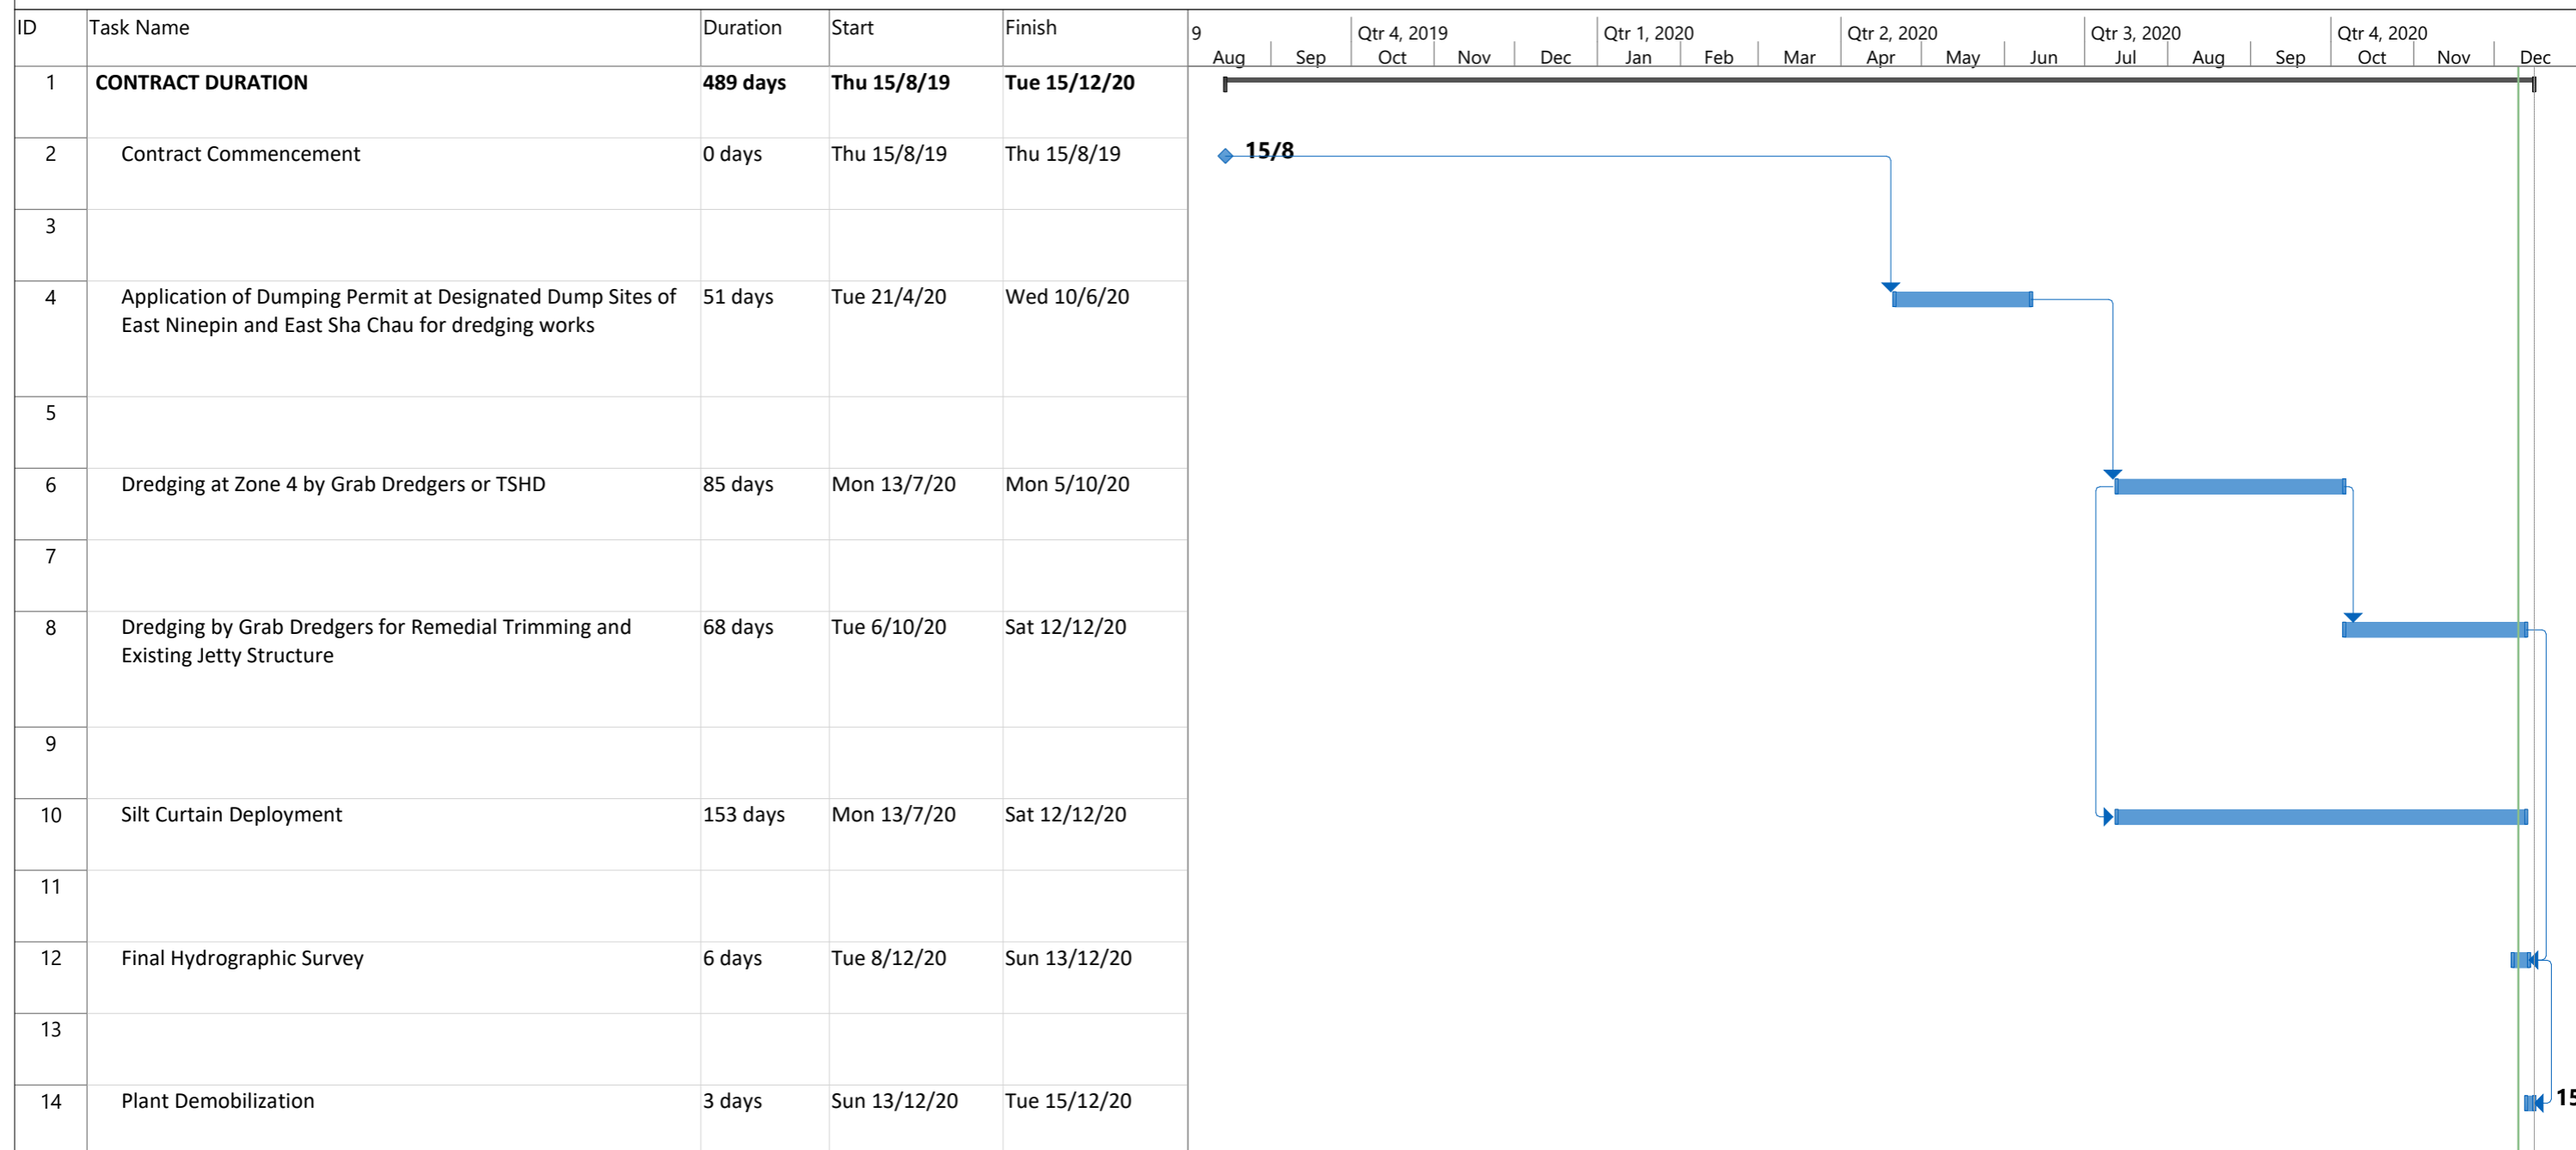 ID Task Name Duration Start Finish
9 Qtr 4, 2019 Qtr 1, 2020 Qtr 2, 2020 Qtr 3, 2020 Qtr 4, 2020
Aug Sep Oct Nov Dec Jan Feb Mar Apr May Jun Jul Aug Sep Oct Nov Dec
1 CONTRACT DURATION 489 days Thu 15/8/19 Tue 15/12/20
2 Contract Commencement 0 days Thu 15/8/19 Thu 15/8/19 15/8
3
4 Application of Dumping Permit at Designated Dump Sites of 51 days Tue 21/4/20 Wed 10/6/20
East Ninepin and East Sha Chau for dredging works
5
6 Dredging at Zone 4 by Grab Dredgers or TSHD 85 days Mon 13/7/20 Mon 5/10/20
7
8 Dredging by Grab Dredgers for Remedial Trimming and 68 days Tue 6/10/20 Sat 12/12/20
Existing Jetty Structure
9
10 Silt Curtain Deployment 153 days Mon 13/7/20 Sat 12/12/20
11
12 Final Hydrographic Survey 6 days Tue 8/12/20 Sun 13/12/20
13
14 Plant Demobilization 3 days Sun 13/12/20 Tue 15/12/20